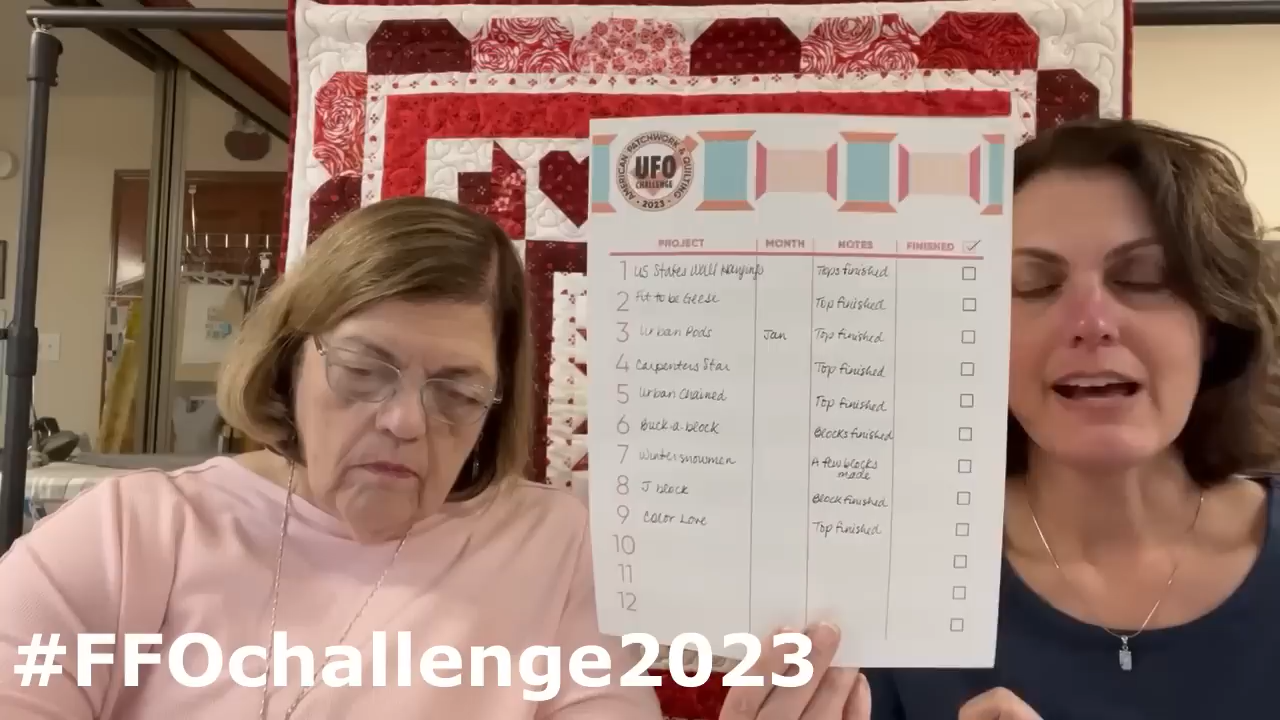 AMERICAN PATCHWORK & QUILTING
UFO
CHALLENGE
• 2023 •
PROJECT MONTH NOTES FINISHED
1 US States Wall Hanging Tops finished
2 Fit to be Geese Top finished
3 Urban Pods Jan Top finished
4 Carpenters Star Top finished
5 Urban Chained Top finished
6 Buck-a-block Blocks finished
7 Winter snowmen A few blocks
made
8 J block Block finished
9 Color Love Top finished
10
11
12
#FFOchallenge2023